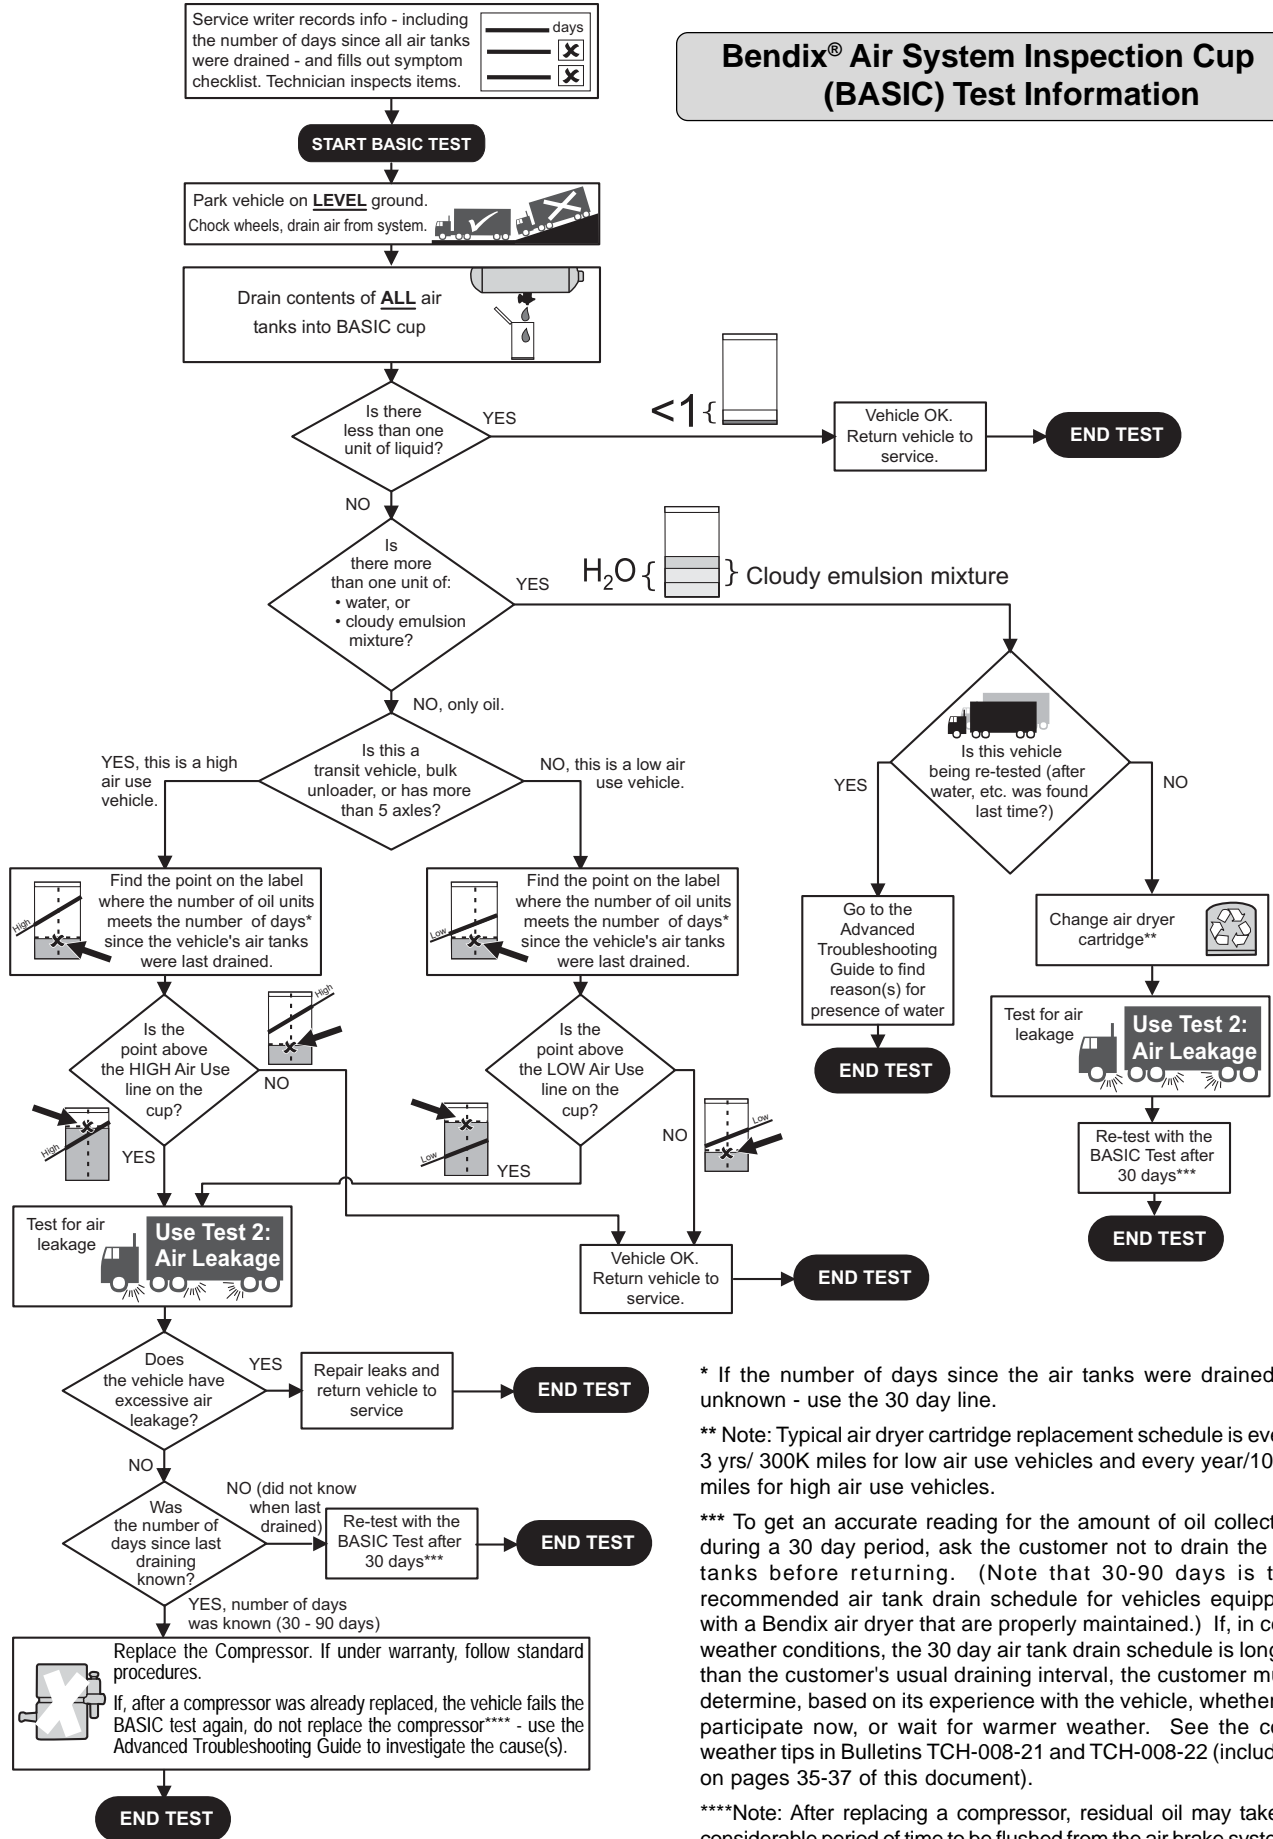 Service writer records info - including
the number of days since all air tanks
were drained - and fills out symptom
checklist. Technician inspects items.
days
Bendix® Air System Inspection Cup
(BASIC) Test Information
START BASIC TEST
Park vehicle on LEVEL ground.
Chock wheels, drain air from system.
Drain contents of ALL air
tanks into BASIC cup
Is there
less than one
unit of liquid?
YES
<1 {
Vehicle OK.
Return vehicle to
service.
END TEST
NO
Is
there more
than one unit of:
• water, or
• cloudy emulsion
mixture?
YES
H2O { } Cloudy emulsion mixture
NO, only oil.
Is this a
transit vehicle, bulk
unloader, or has more
than 5 axles?
YES, this is a high
air use
vehicle.
NO, this is a low air
use vehicle.
Is this vehicle
being re-tested (after
water, etc. was found
last time?)
YES
NO
High
Find the point on the label
where the number of oil units
meets the number of days*
since the vehicle's air tanks
were last drained.
Low
Find the point on the label
where the number of oil units
meets the number of days*
since the vehicle's air tanks
were last drained.
Go to the
Advanced
Troubleshooting
Guide to find
reason(s) for
presence of water
END TEST
Change air dryer
cartridge**
Test for air
leakage
Use Test 2:
Air Leakage
Re-test with the
BASIC Test after
30 days***
END TEST
Is the
point above
the HIGH Air Use
line on the
cup?
High
NO
High
YES
Is the
point above
the LOW Air Use
line on the
cup?
Low
YES
NO
Low
Test for air
leakage
Use Test 2:
Air Leakage
Vehicle OK.
Return vehicle to
service.
END TEST
Does
the vehicle have
excessive air
leakage?
YES
Repair leaks and
return vehicle to
service
END TEST
NO
Was
the number of
days since last
draining
known?
NO (did not know
when last
drained)
Re-test with the
BASIC Test after
30 days***
END TEST
YES, number of days
was known (30 - 90 days)
Replace the Compressor. If under warranty, follow standard
procedures.
If, after a compressor was already replaced, the vehicle fails the
BASIC test again, do not replace the compressor**** - use the
Advanced Troubleshooting Guide to investigate the cause(s).
END TEST
* If the number of days since the air tanks were drained
unknown - use the 30 day line.
** Note: Typical air dryer cartridge replacement schedule is
3 yrs/ 300K miles for low air use vehicles and every
miles for high air use vehicles.
*** To get an accurate reading for the amount of oil
during a 30 day period, ask the customer not to drain the
tanks before returning. (Note that 30-90 days is
recommended air tank drain schedule for vehicles
with a Bendix air dryer that are properly maintained.) If, in
weather conditions, the 30 day air tank drain schedule is
than the customer's usual draining interval, the customer
determine, based on its experience with the vehicle, whether
participate now, or wait for warmer weather. See the
weather tips in Bulletins TCH-008-21 and TCH-008-22
on pages 35-37 of this document).
****Note: After replacing a compressor, residual oil may take
considerable period of time to be flushed from the air brake